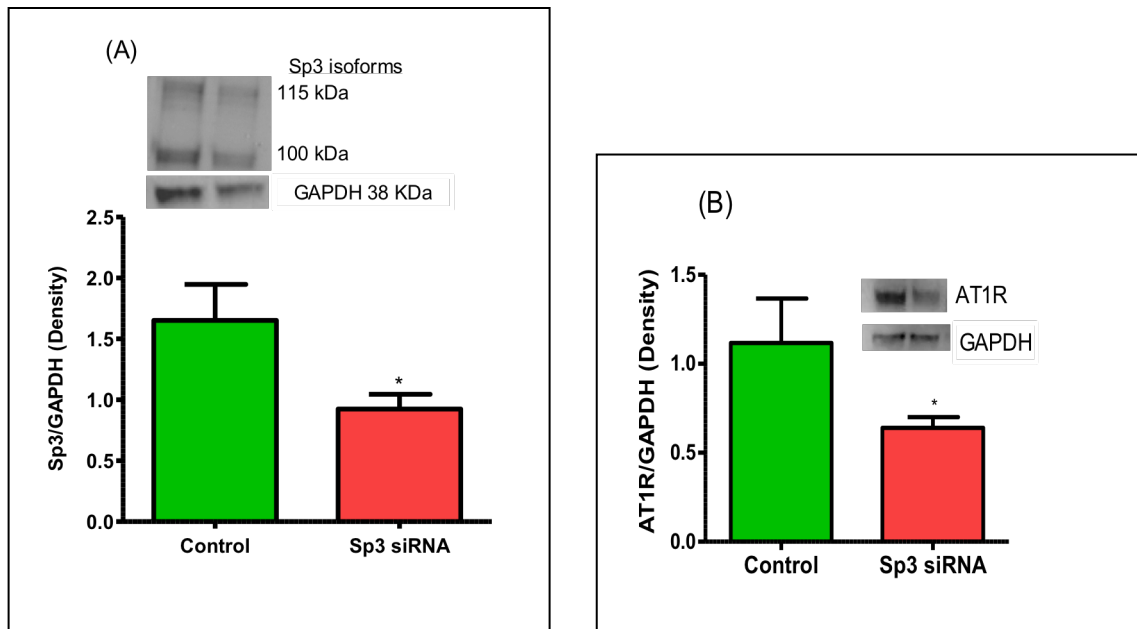 (A)
Sp3 isoforms
115 kDa
100 kDa
GAPDH 38 KDa
2.5
2.0
1.5
1.0
0.5
0.0
Sp3/GAPDH (Density)
*
Control
Sp3 siRNA
(B)
1.5
1.0
0.5
0.0
AT1R/GAPDH (Density)
AT1R
GAPDH
*
Control
Sp3 siRNA